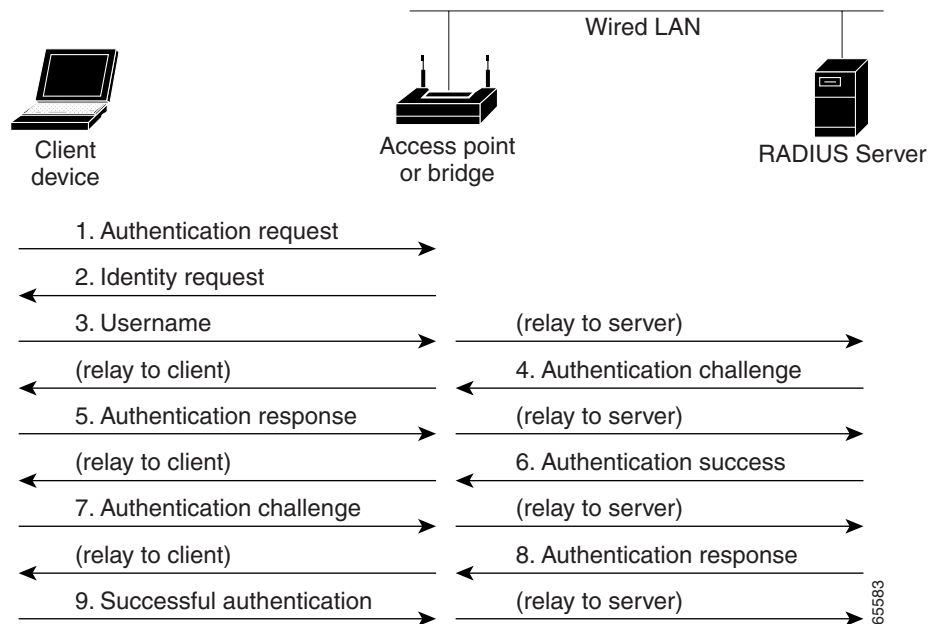 Wired LAN
Client
device
Access point
or bridge
RADIUS Server
1. Authentication request
2. Identity request
3. Username
(relay to server)
(relay to client)
4. Authentication challenge
5. Authentication response
(relay to server)
(relay to client)
6. Authentication success
7. Authentication challenge
(relay to server)
(relay to client)
8. Authentication response
9. Successful authentication
(relay to server)
65583